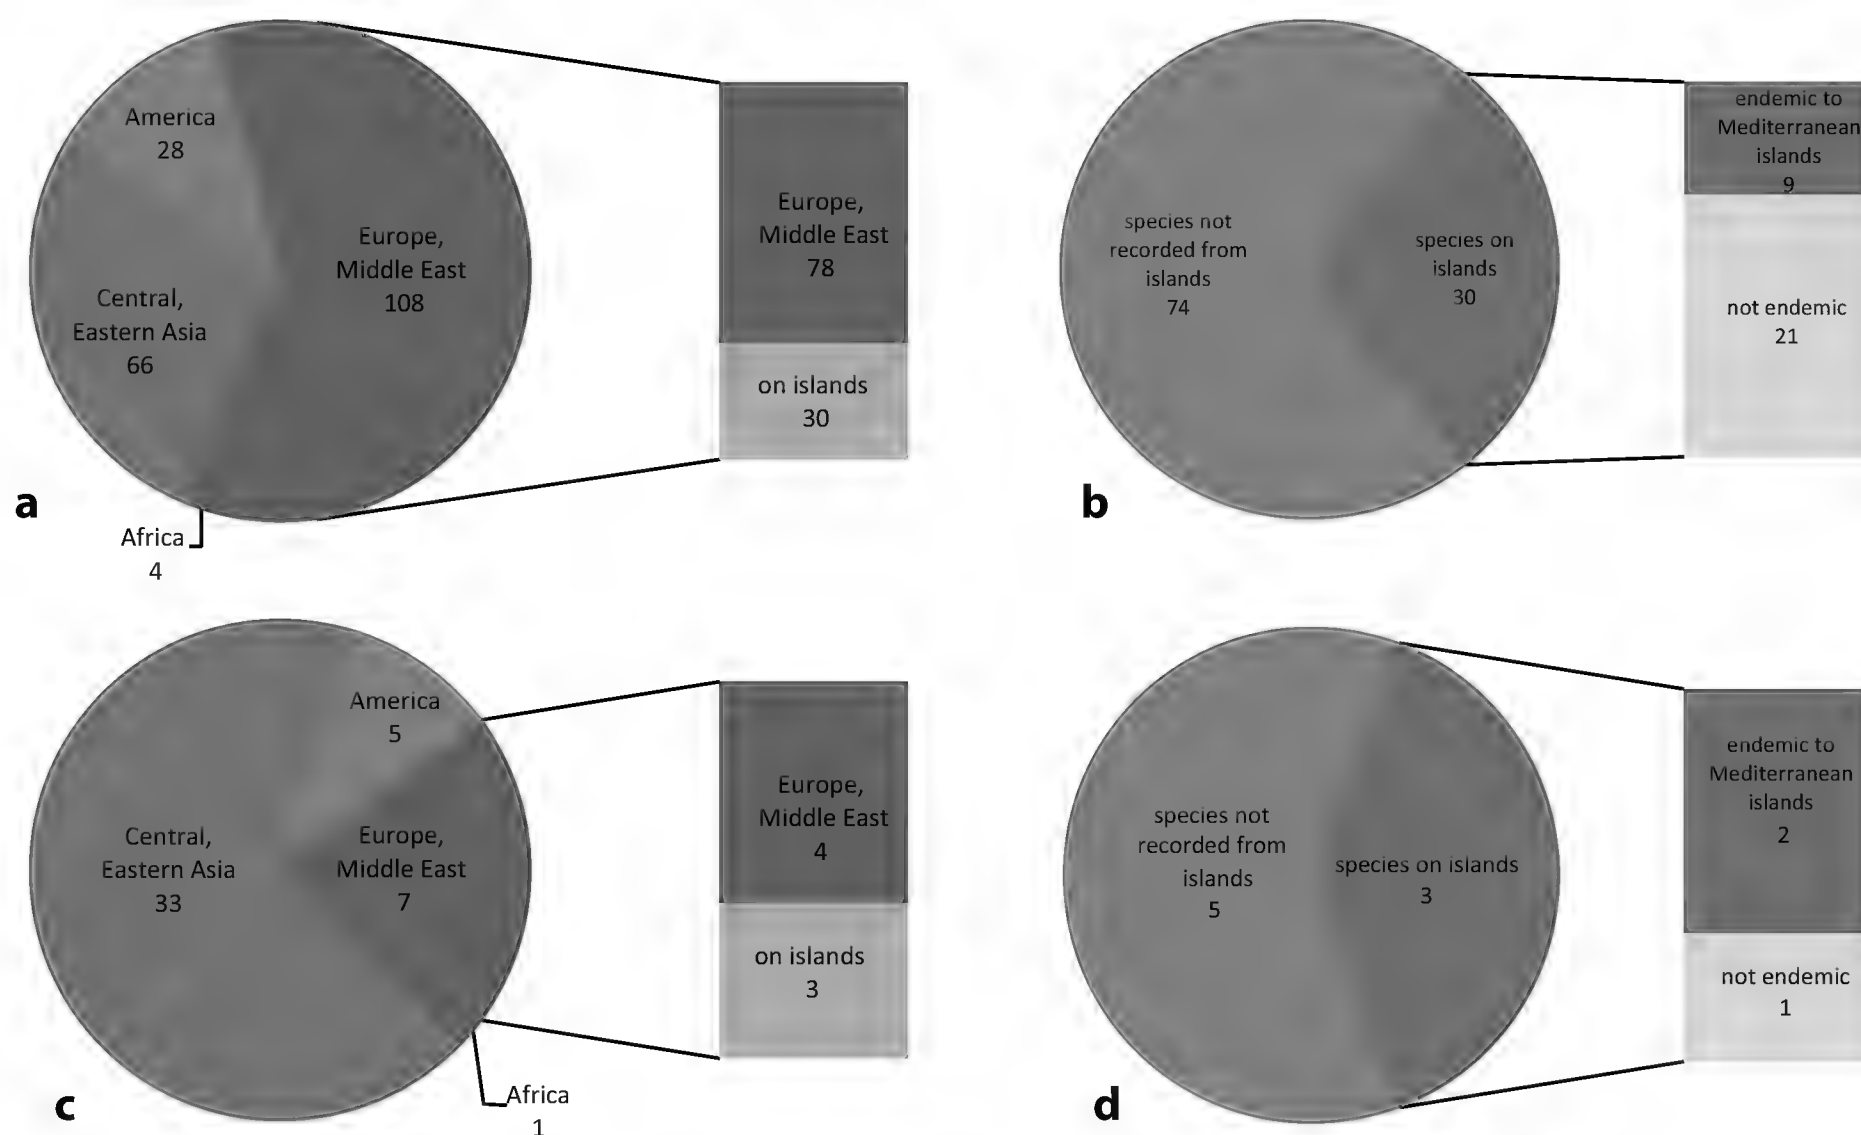 America
28
Europe,
Middle East
108
Central,
Eastern Asia
66
Africa
4
Europe,
Middle East
78
on islands
30
a
species not
recorded from
islands
74
species on
islands
30
endemic to
Mediterranean
islands
9
not endemic
21
b
America
5
Central,
Eastern Asia
33
Europe,
Middle East
7
Africa
1
Europe,
Middle East
4
on islands
3
c
species not
recorded from
islands
5
species on islands
3
endemic to
Mediterranean
islands
2
not endemic
1
d